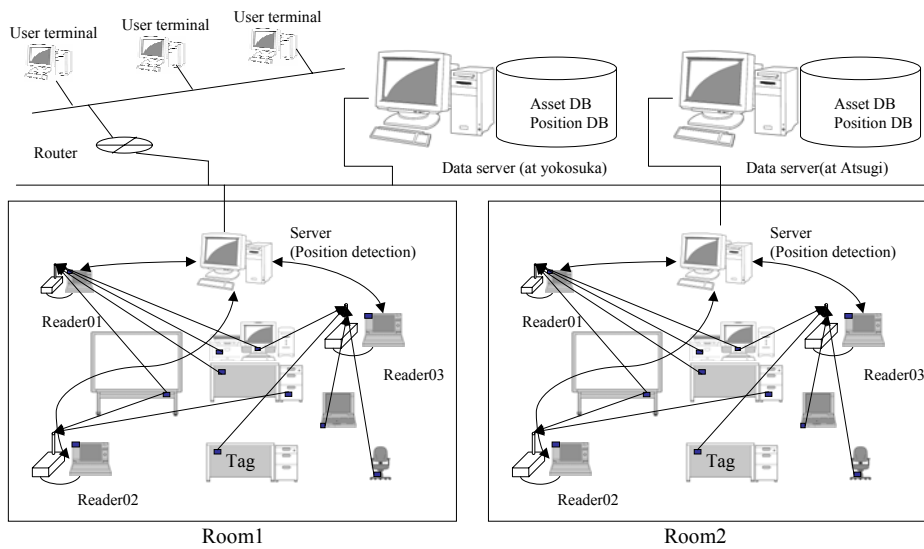 User terminal
User terminal
User terminal
Router
Asset DB
Position DB
Data server (at yokosuka)
Asset DB
Position DB
Data server(at Atsugi)
Server
(Position detection)
Reader01
Reader03
Tag
Reader02
Room1
Server
(Position detection)
Reader01
Reader03
Tag
Reader02
Room2